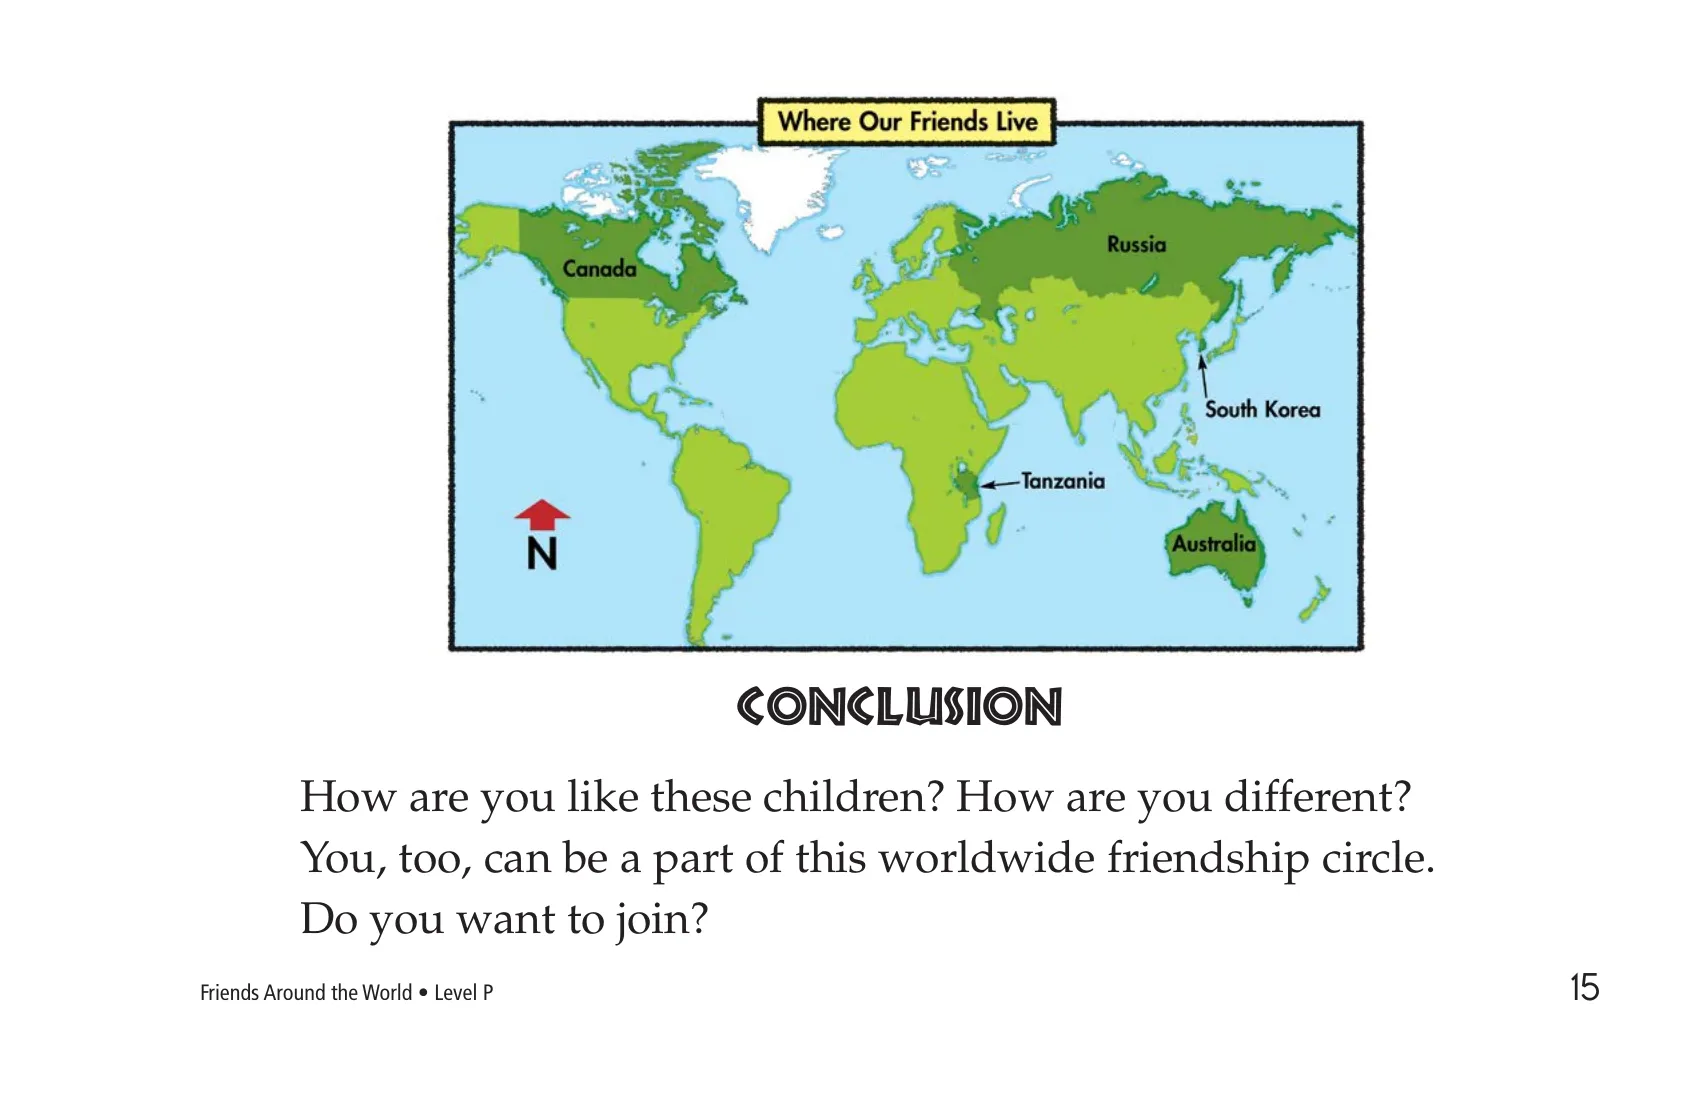 Where Our Friends Live
Canada
Russia
South Korea
Tanzania
Australia
N
CONCLUSION
How are you like these children? How are you different?
You, too, can be a part of this worldwide friendship circle.
Do you want to join?
Friends Around the World • Level P
15